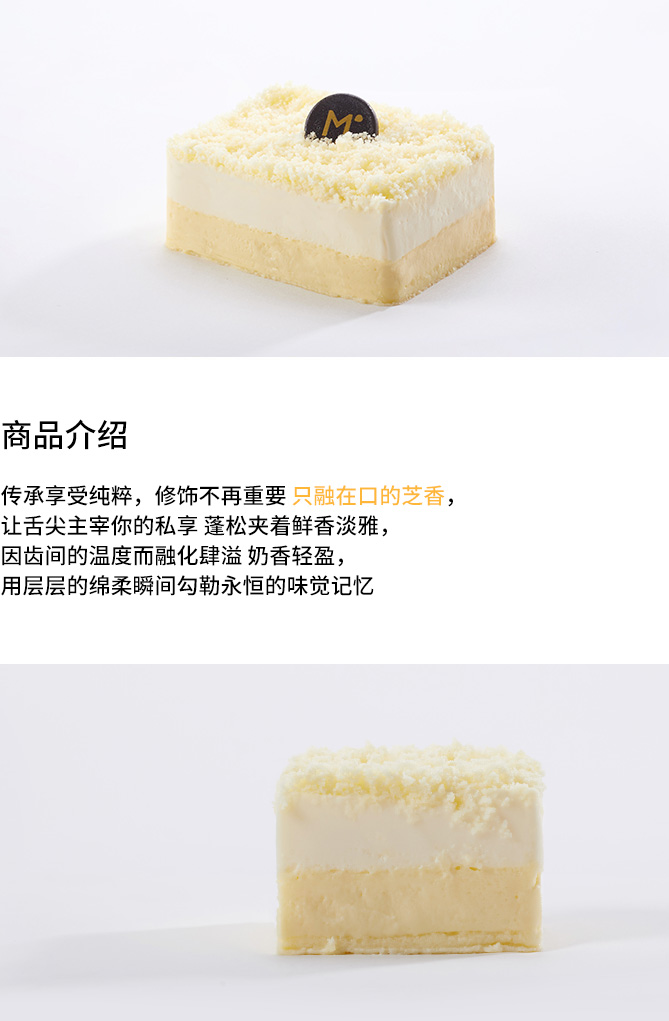 M
商品介绍
传承享受纯粹，修饰不再重要 只融在口的芝香，
让舌尖主宰你的私享 蓬松夹着鲜香淡雅，
因齿间的温度而融化肆溢 奶香轻盈，
用层层的绵柔瞬间勾勒永恒的味觉记忆